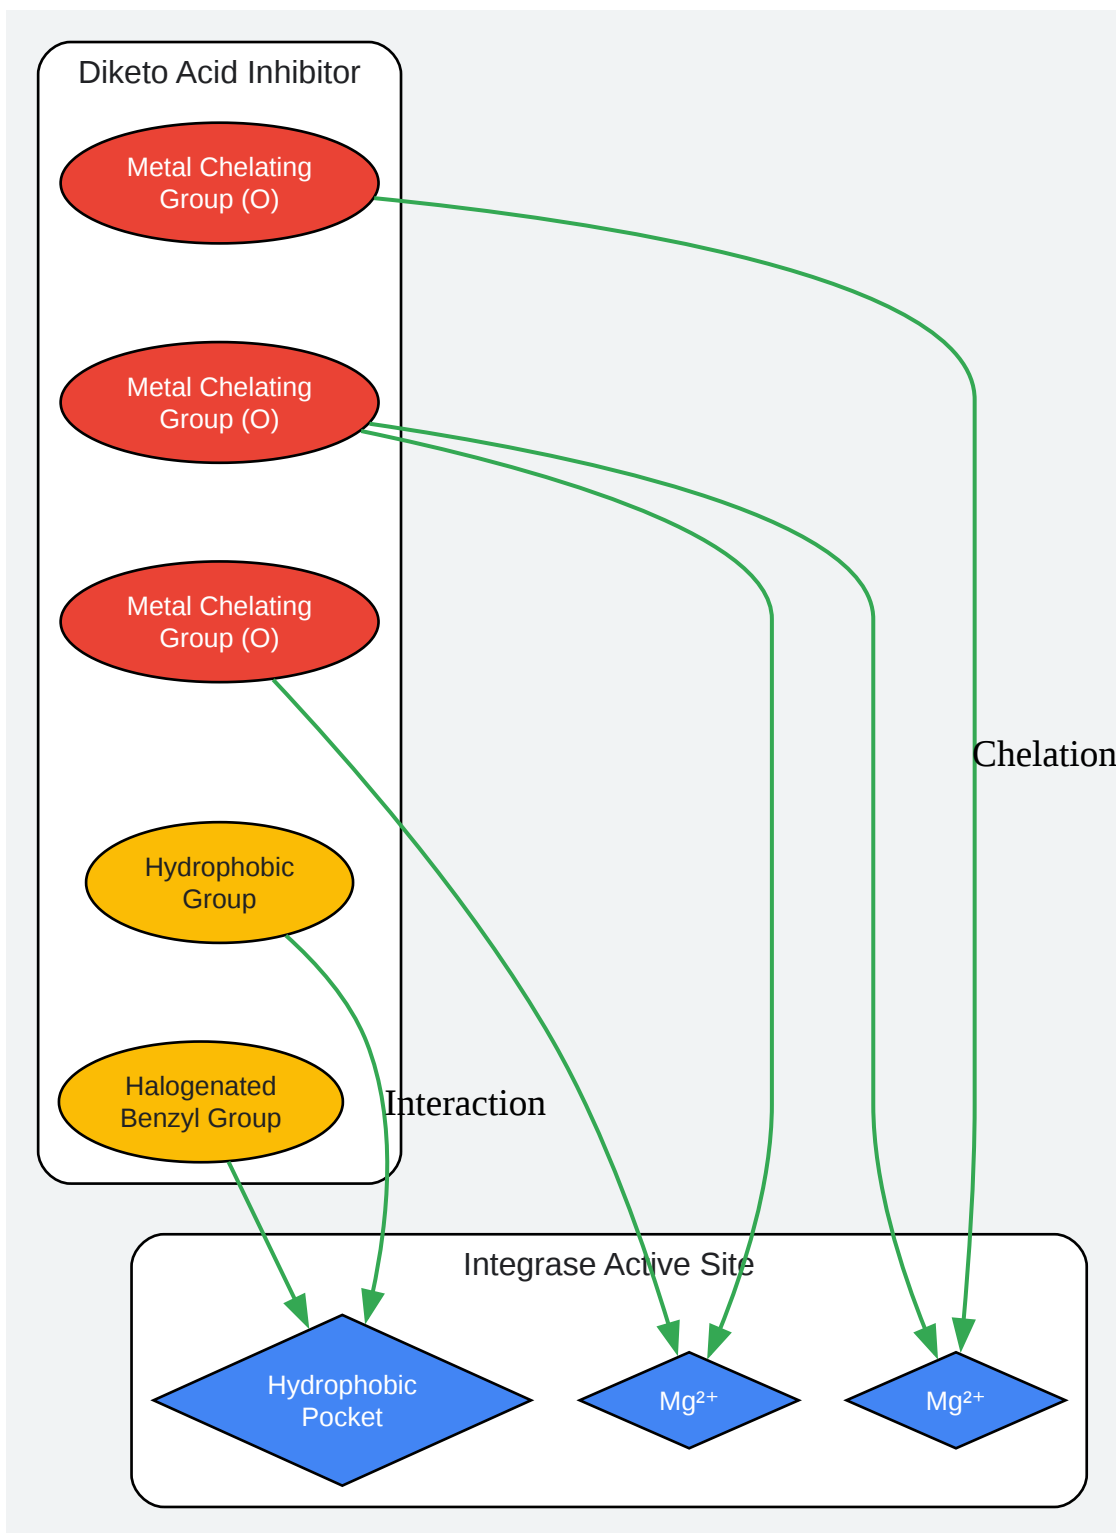 Diketo Acid Inhibitor
Metal Chelating
Group (O)
Metal Chelating
Group (O)
Metal Chelating
Group (O)
Chelation
Hydrophobic
Group
Halogenated
Benzyl Group
Interaction
Integrase Active Site
Hydrophobic
Pocket
Mg²⁺
Mg²⁺